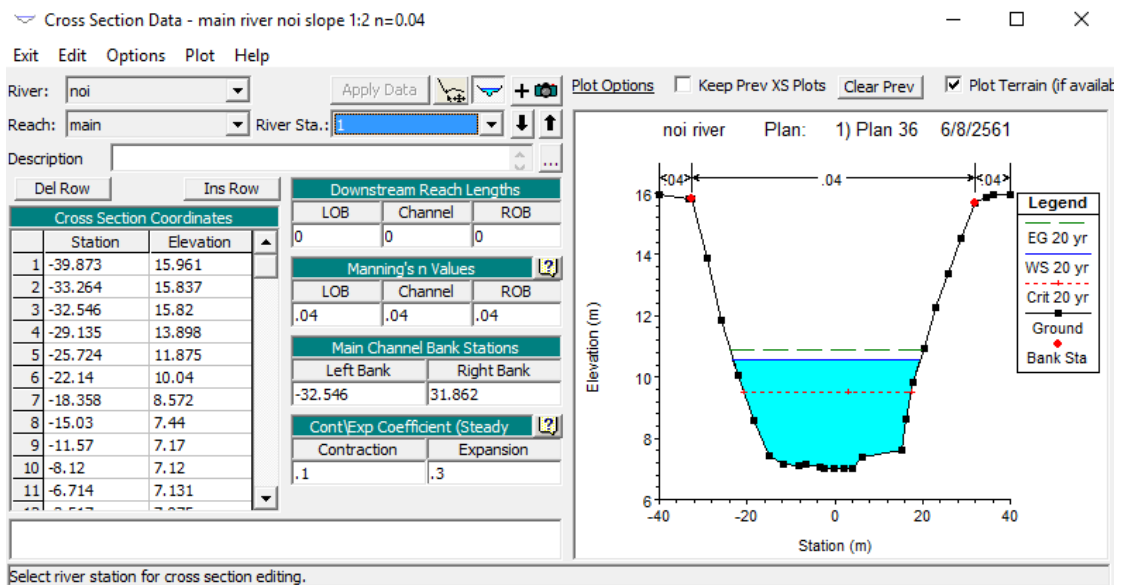 Cross Section Data - main river noi slope 1:2 n=0.04
Exit Edit Options Plot Help
River: noi Apply Data
Reach: main River Sta.: 1
Description ...
Del Row Ins Row
Cross Section Coordinates
Station Elevation
1 -39.873 15.961
2 -33.264 15.837
3 -32.546 15.82
4 -29.135 13.898
5 -25.724 11.875
6 -22.14 10.04
7 -18.358 8.572
8 -15.03 7.44
9 -11.57 7.17
10 -8.12 7.12
11 -6.714 7.131
Downstream Reach Lengths
LOB Channel ROB
0 0 0
Manning's n Values
LOB Channel ROB
.04 .04 .04
Main Channel Bank Stations
Left Bank Right Bank
-32.546 31.862
Cont\Exp Coefficient (Steady
Contraction Expansion
.1 .3
Plot Options Keep Prev XS Plots Clear Prev Plot Terrain (if availab
noi river Plan: 1) Plan 36 6/8/2561
.04 .04 .04
16
14
12
10
8
6
-40 -20 0 20 40
Elevation (m)
Station (m)
Legend
EG 20 yr
WS 20 yr
Crit 20 yr
Ground
Bank Sta
Select river station for cross section editing.